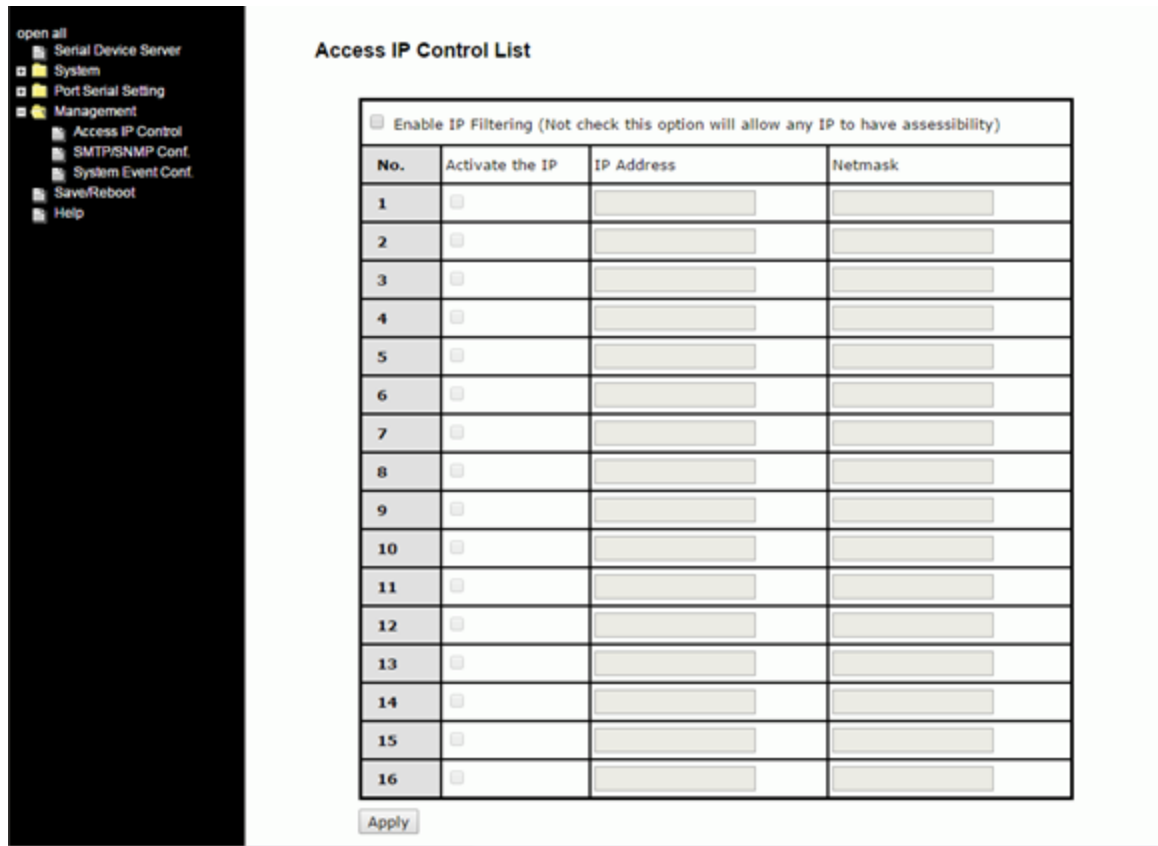 open all
Serial Device Server
System
Port Serial Setting
Management
Access IP Control
SMTP/SNMP Conf.
System Event Conf.
Save/Reboot
Help
Access IP Control List
Enable IP Filtering (Not check this option will allow any IP to have assessibility)
No. Activate the IP IP Address Netmask
1
2
3
4
5
6
7
8
9
10
11
12
13
14
15
16
Apply